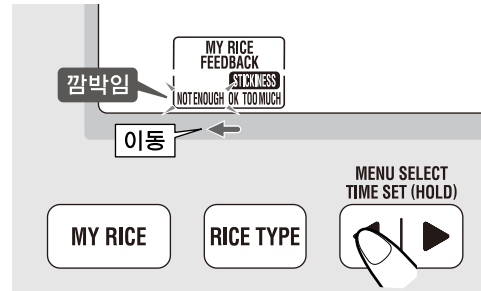 MY RICE
FEEDBACK
STICKINESS
NOT ENOUGH OK TOO MUCH
깜박임
이동
MENU SELECT
TIME SET (HOLD)
MY RICE
RICE TYPE